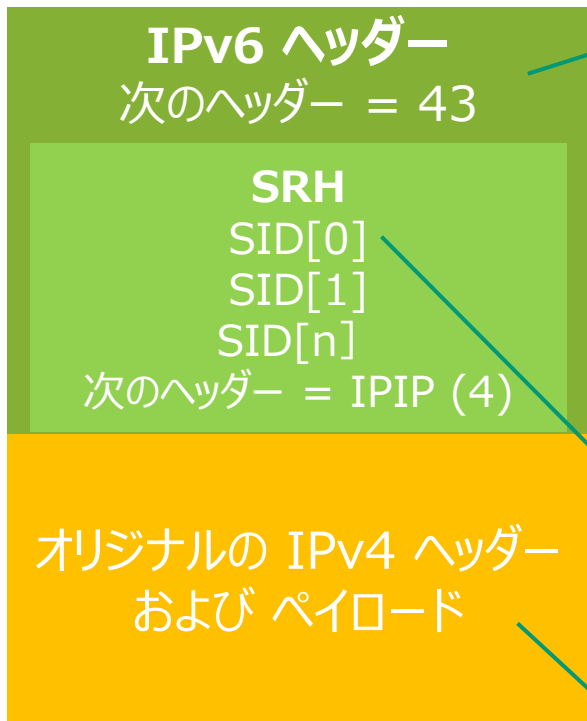 IPv6 ヘッダー
次のヘッダー = 43
SRH
SID[0]
SID[1]
SID[n]
次のヘッダー = IPIP (4)
オリジナルの IPv4 ヘッダー
および ペイロード